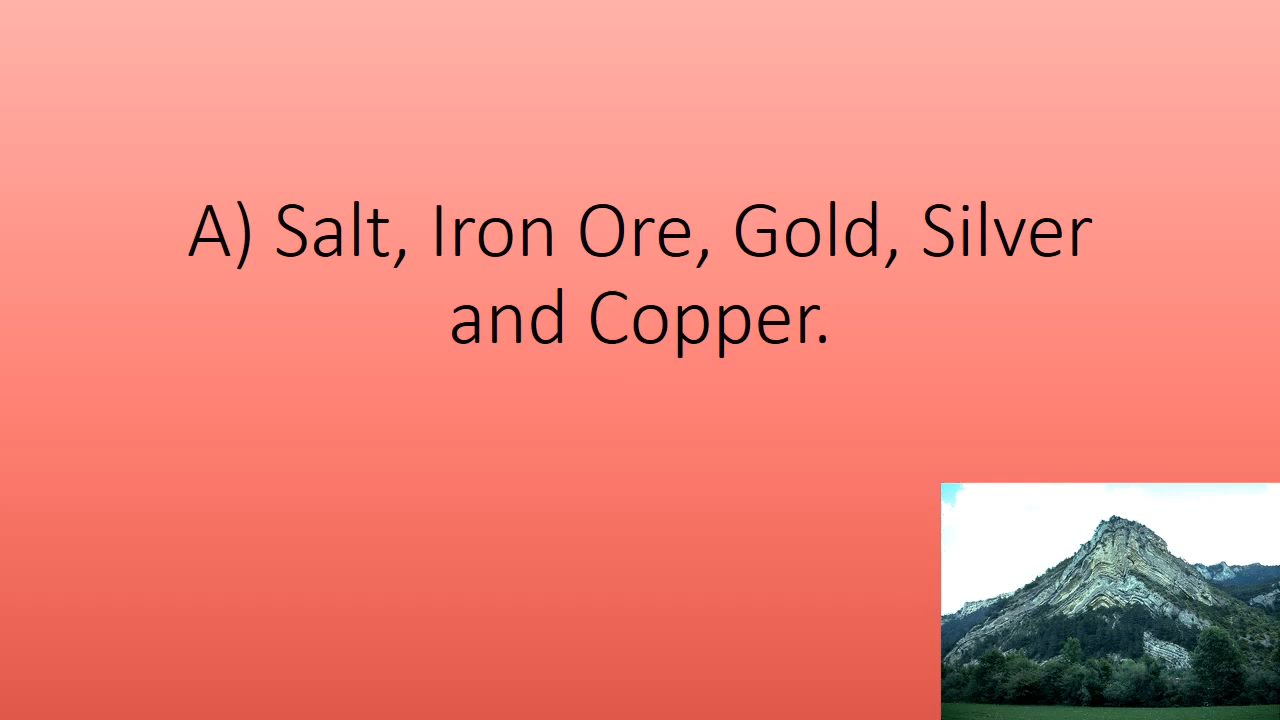 A) Salt, Iron Ore, Gold, Silver
and Copper.